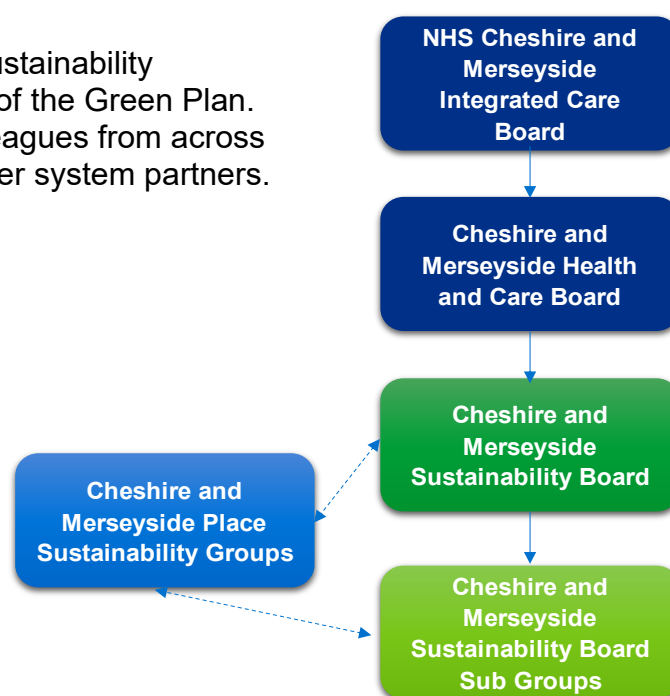 ustainability
of the Green Plan.
eagues from across
er system partners.
NHS Cheshire and
Merseyside
Integrated Care
Board
Cheshire and
Merseyside Health
and Care Board
Cheshire and
Merseyside
Sustainability Board
Cheshire and
Merseyside Place
Sustainability Groups
Cheshire and
Merseyside
Sustainability Board
Sub Groups